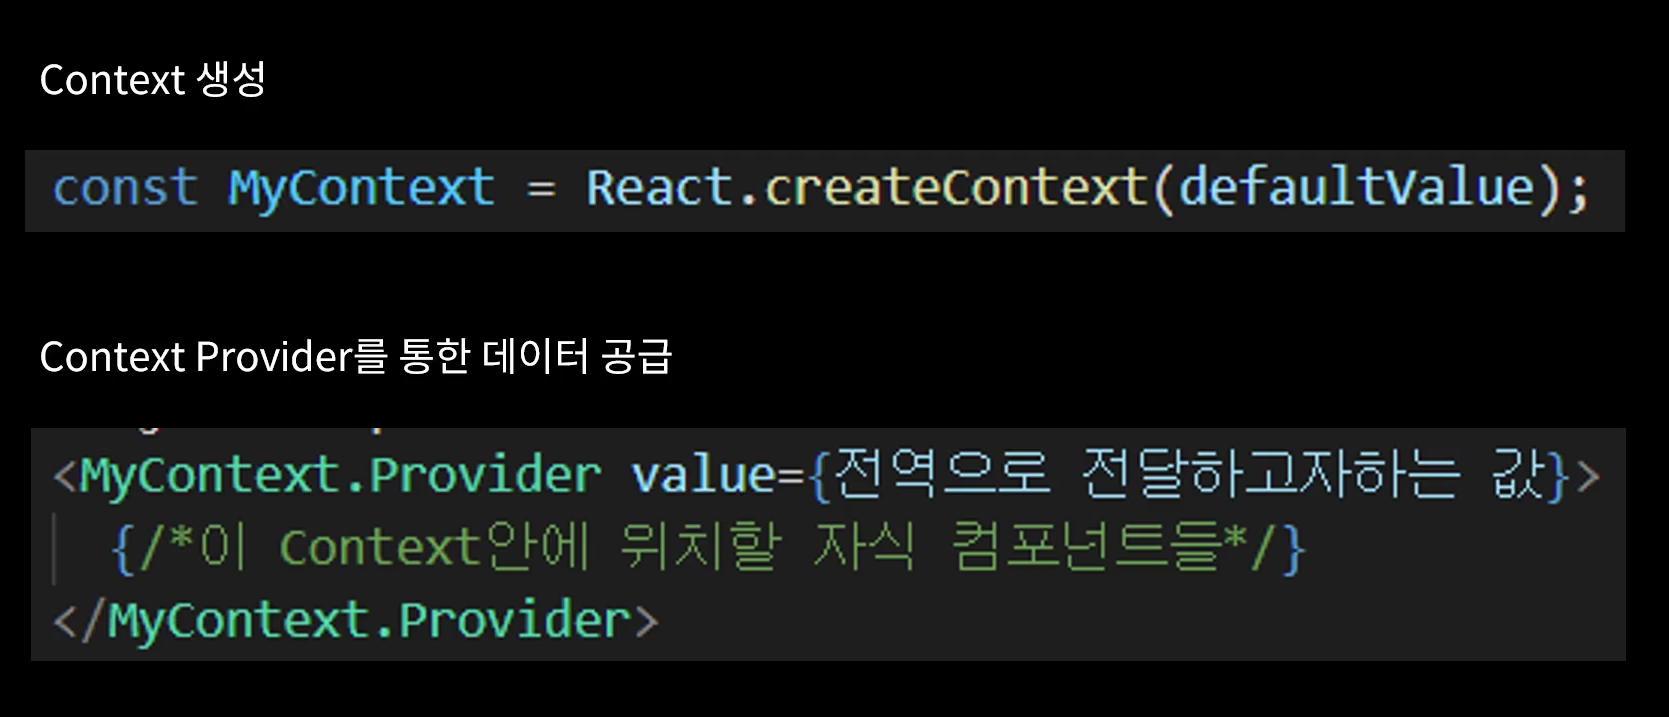 Context 생성
const MyContext = React.createContext(defaultValue);
Context Provider를 통한 데이터 공급
<MyContext.Provider value={전역으로 전달하고자하는 값}>
{/*이 Context안에 위치할 자식 컴포넌트들*/}
</MyContext.Provider>